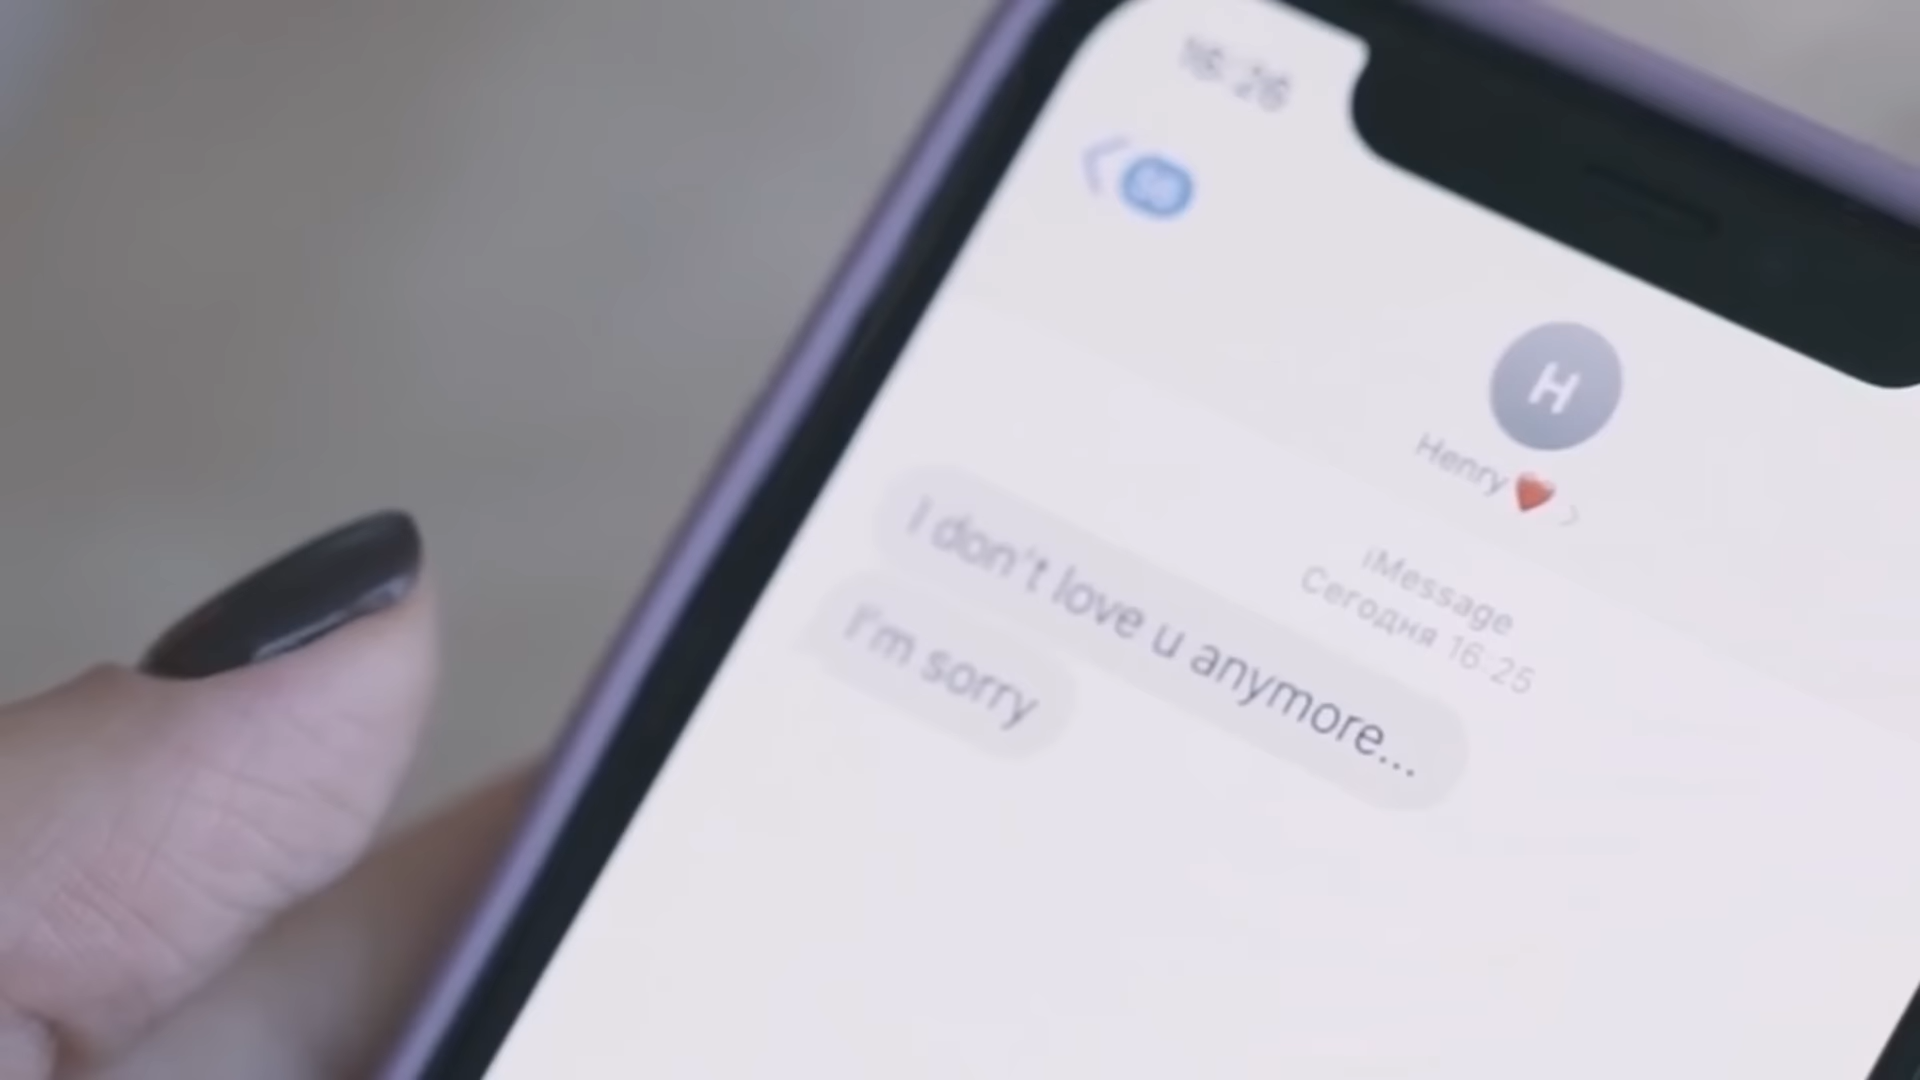 16:26
H
Henry❤️
iMessage
Сегодня 16:25
I don't love u anymore...
I'm sorry